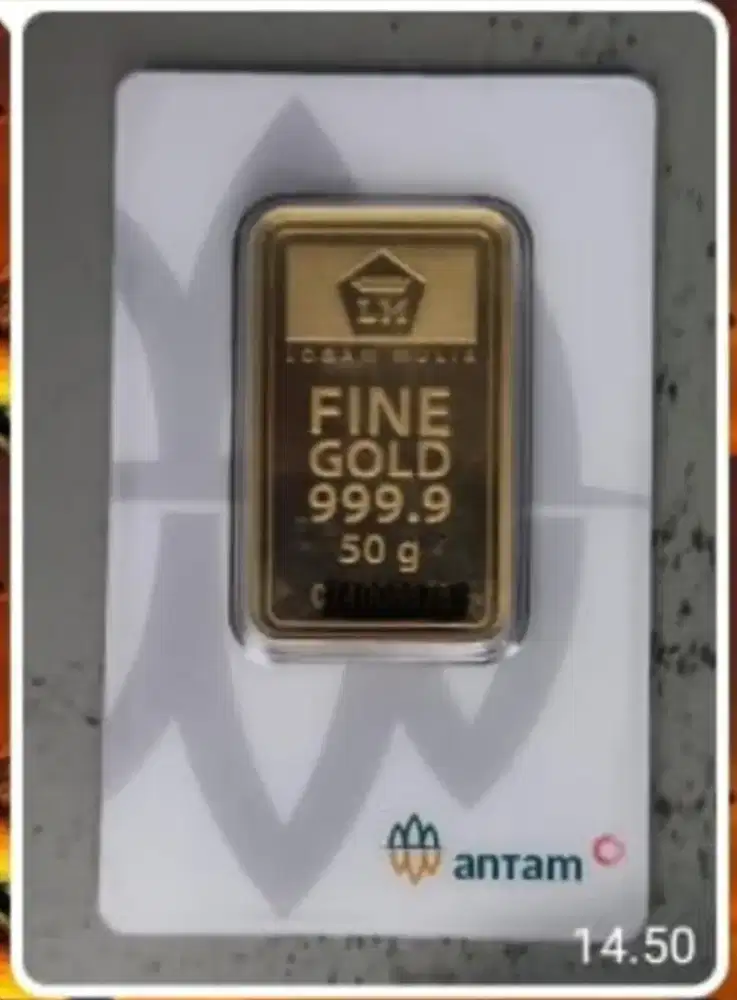 LM
LOGAM MULIA
FINE
GOLD
999.9
50 g
antam
14.50